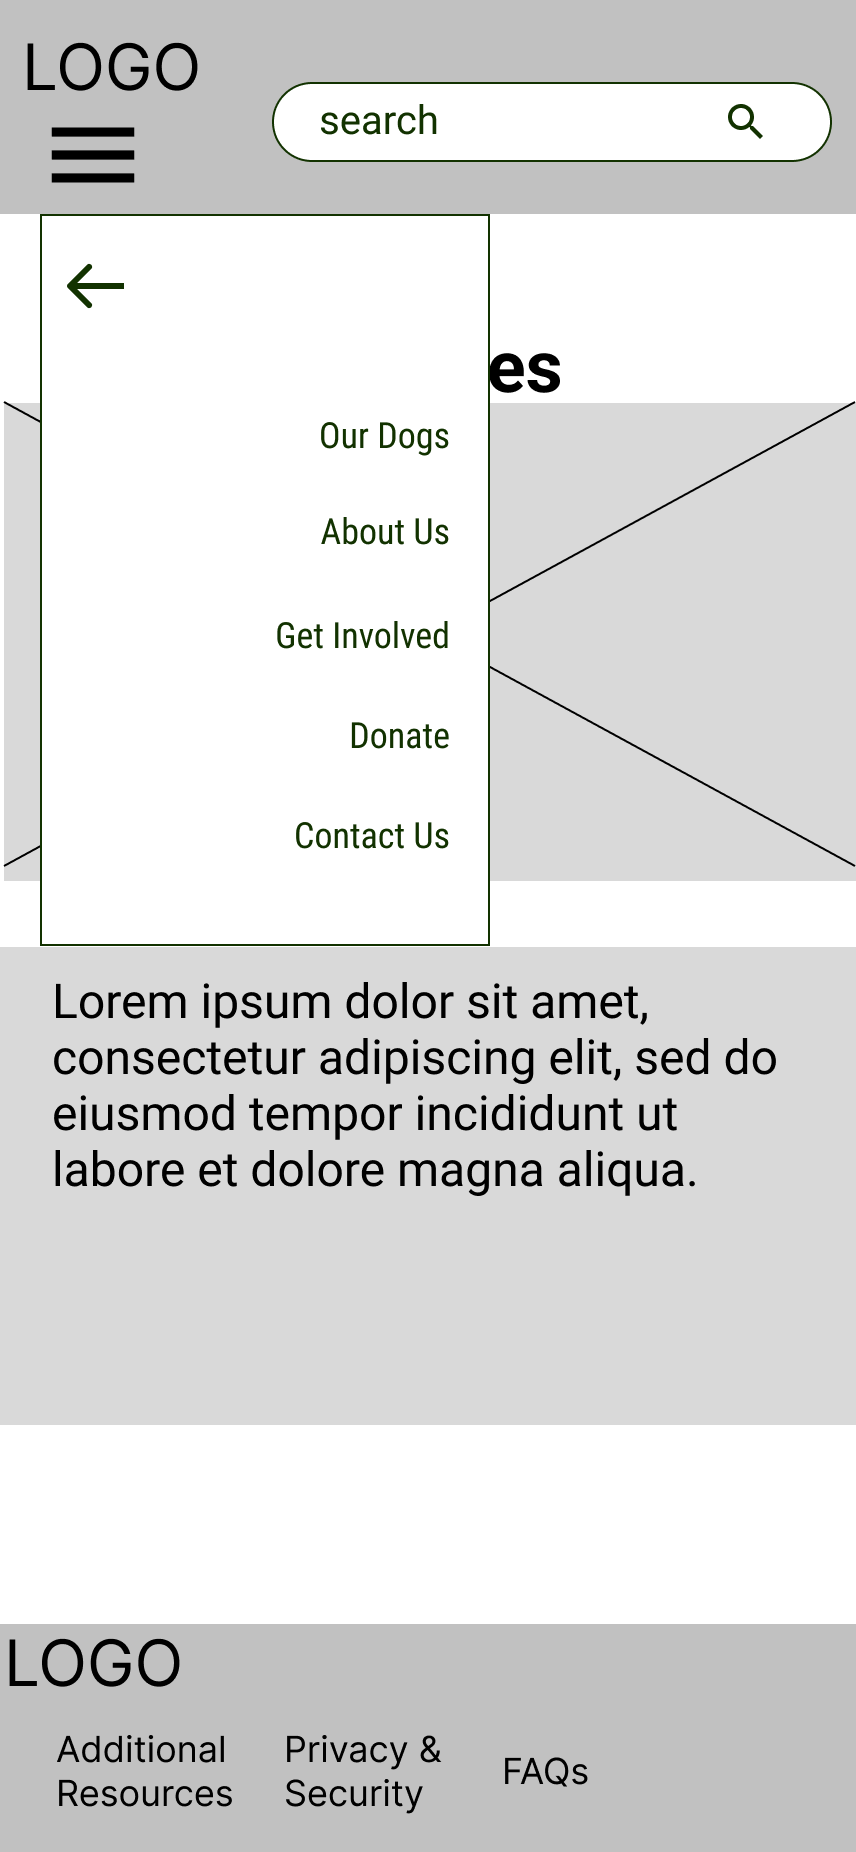 LOGO
search
es
Our Dogs
About Us
Get Involved
Donate
Contact Us
Lorem ipsum dolor sit amet,
consectetur adipiscing elit, sed do
eiusmod tempor incididunt ut
labore et dolore magna aliqua.
LOGO
Additional
Resources
Privacy &
Security
FAQs